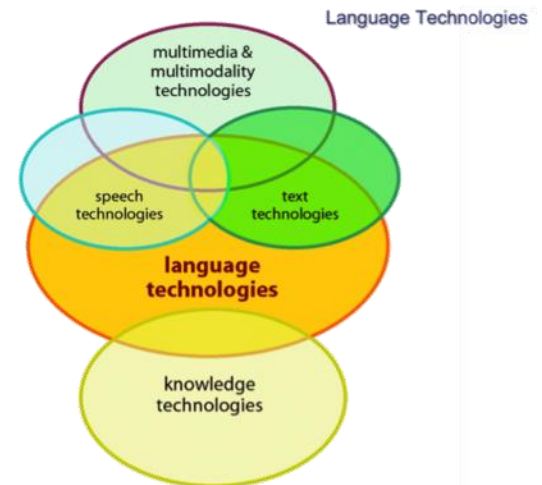 Language Technologies
multimedia &
multimodality
technologies
speech
technologies
text
technologies
language
technologies
knowledge
technologies